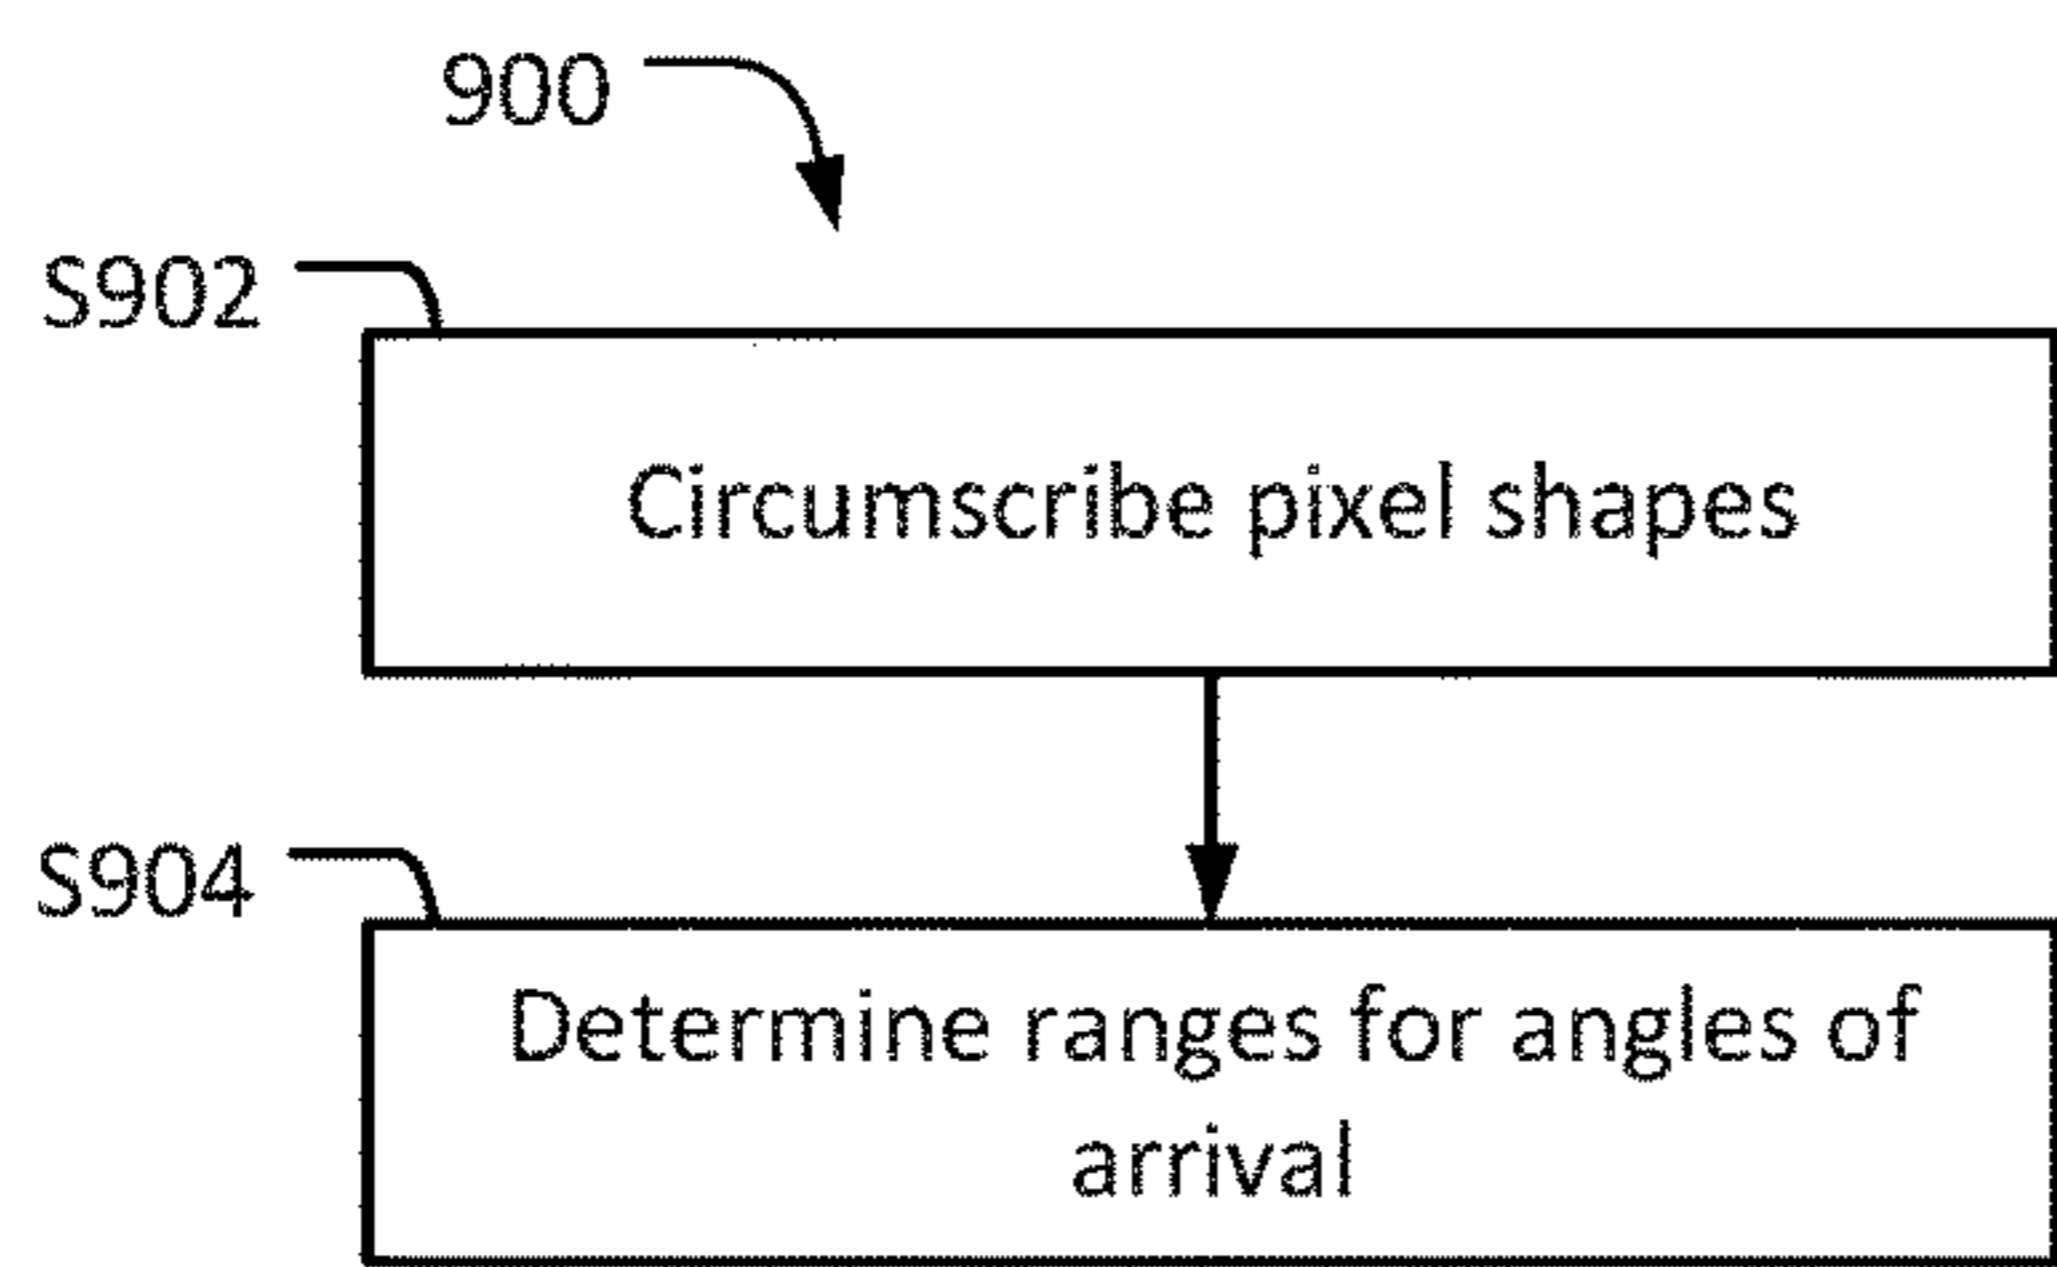 900
S902
Circumscribe pixel shapes
S904
Determine ranges for angles of
arrival